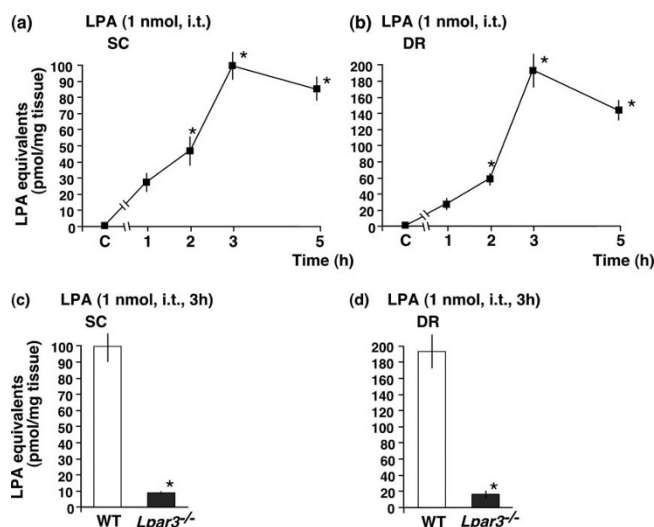 (a) LPA (1 nmol, i.t.)
SC
LPA equivalents
(pmol/mg tissue)
100
90
80
70
60
50
40
30
20
10
0
*
*
*
C 1 2 3 5
Time (h)
(b) LPA (1 nmol, i.t.)
DR
200
180
160
140
120
100
80
60
40
20
0
*
*
*
C 1 2 3 5
Time (h)
(c) LPA (1 nmol, i.t., 3h)
SC
LPA equivalents
(pmol/mg tissue)
100
90
80
70
60
50
40
30
20
10
0
*
WT Lpar3-/-
(d) LPA (1 nmol, i.t., 3h)
DR
200
180
160
140
120
100
80
60
40
20
0
*
WT Lpar3-/-